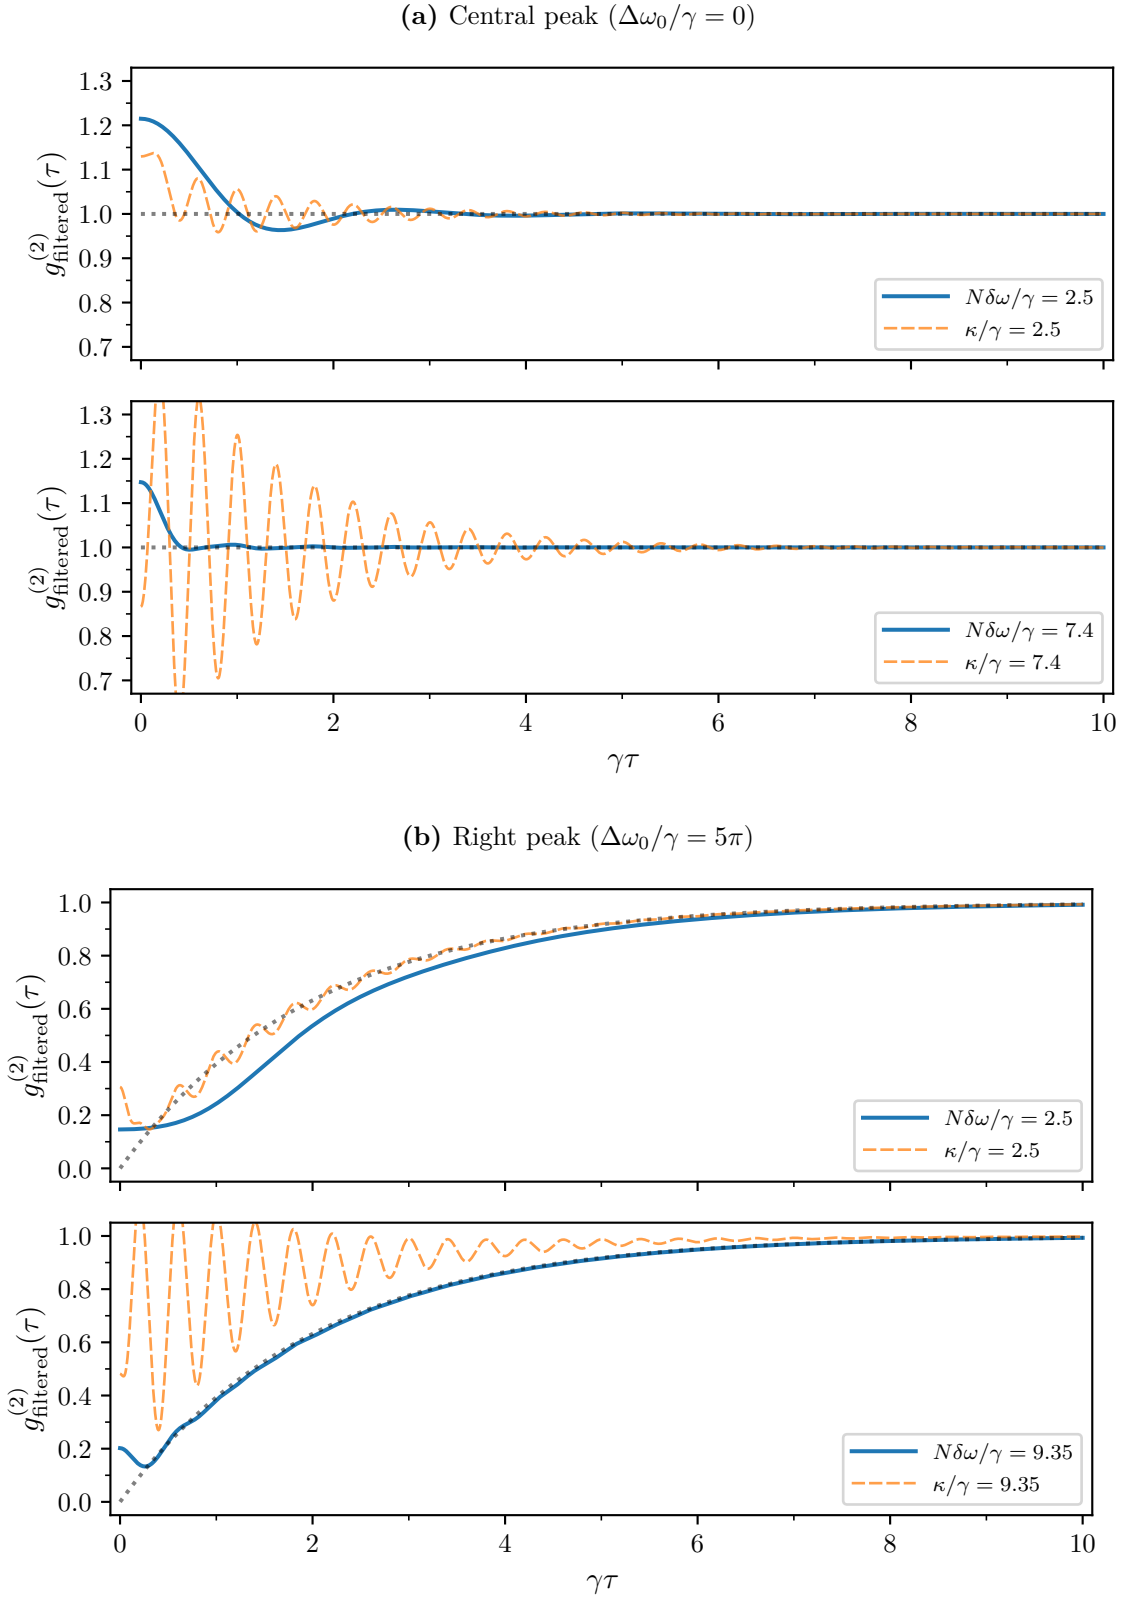 (a) Central peak (Δω₀/γ = 0)
1.3
1.2
1.1
1.0
0.9
0.8
0.7
g⁽²⁾filtered(τ)
Nδω/γ = 2.5
κ/γ = 2.5
1.3
1.2
1.1
1.0
0.9
0.8
0.7
g⁽²⁾filtered(τ)
Nδω/γ = 7.4
κ/γ = 7.4
0 2 4 6 8 10
γτ
(b) Right peak (Δω₀/γ = 5π)
1.0
0.8
0.6
0.4
0.2
0.0
g⁽²⁾filtered(τ)
Nδω/γ = 2.5
κ/γ = 2.5
1.0
0.8
0.6
0.4
0.2
0.0
g⁽²⁾filtered(τ)
Nδω/γ = 9.35
κ/γ = 9.35
0 2 4 6 8 10
γτ